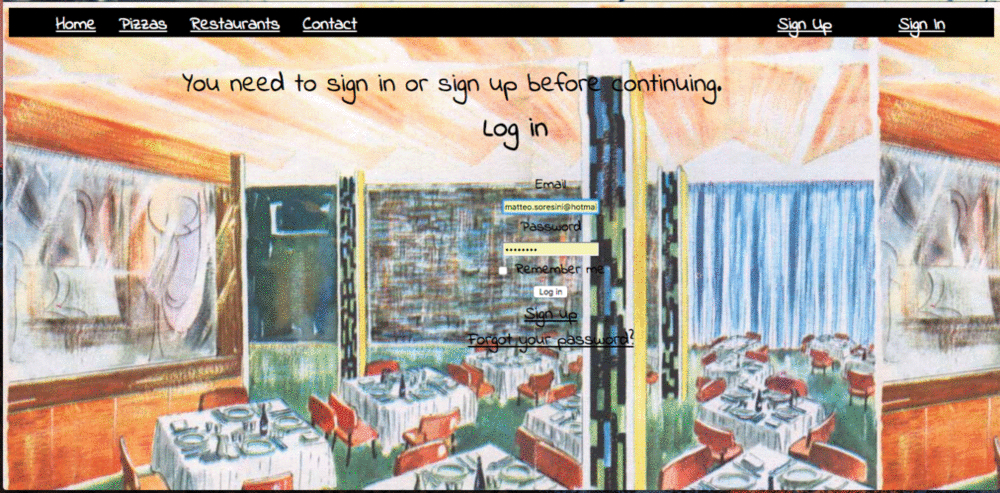 Home Pizzas Restaurants Contact Sign Up Sign In
You need to sign in or sign up before continuing.
Log in
Email
matteo.soresini@hotmai
Password
••••••••
Remember me
Log in
Sign up
Forgot your password?